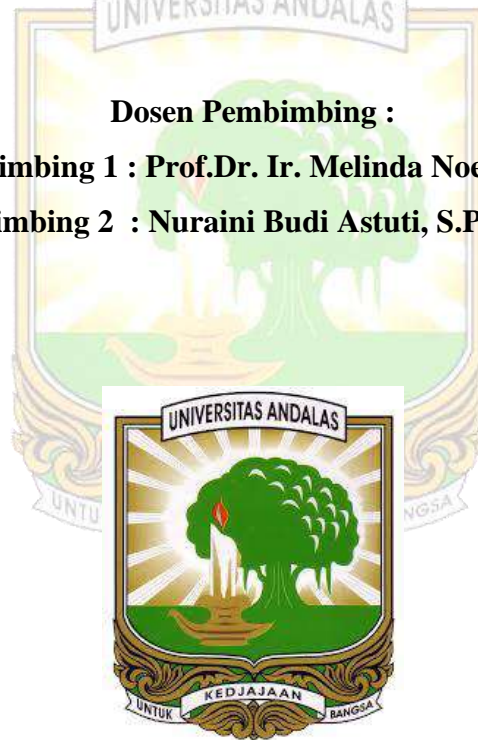 UNIVERSITAS ANDALAS
Dosen Pembimbing :
imbing 1 : Prof.Dr. Ir. Melinda Noe
imbing 2 : Nuraini Budi Astuti, S.P
UNIVERSITAS ANDALAS
UNTUK KEDJAJAAN BANGSA